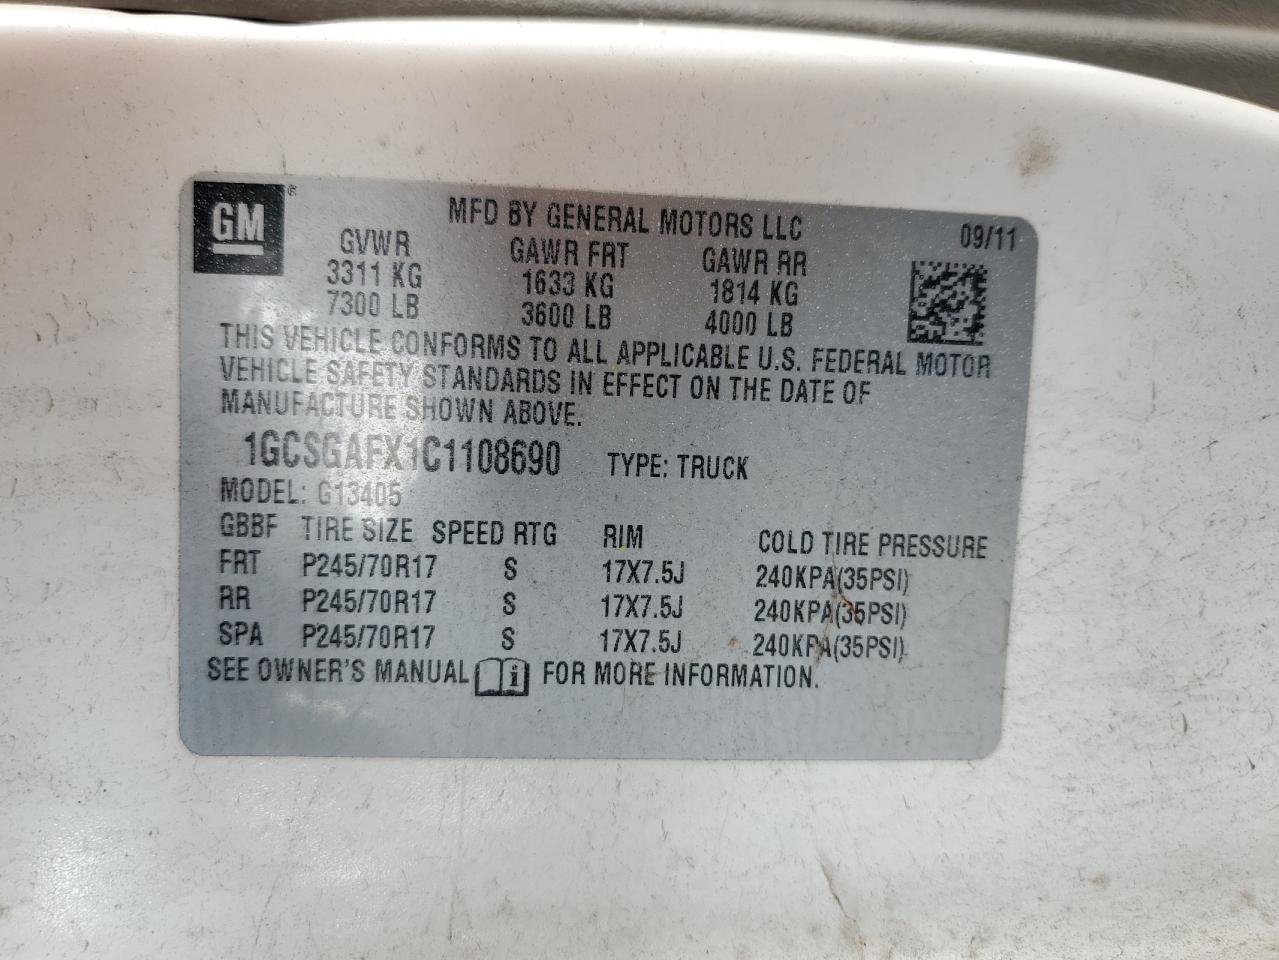 GM ®
MFD BY GENERAL MOTORS LLC 09/11
GVWR GAWR FRT GAWR RR
3311 KG 1633 KG 1814 KG
7300 LB 3600 LB 4000 LB
THIS VEHICLE CONFORMS TO ALL APPLICABLE U.S. FEDERAL MOTOR
VEHICLE SAFETY STANDARDS IN EFFECT ON THE DATE OF
MANUFACTURE SHOWN ABOVE.
1GCSGAFX1C1108690 TYPE: TRUCK
MODEL: G13405
GBBF TIRE SIZE SPEED RTG RIM COLD TIRE PRESSURE
FRT P245/70R17 S 17X7.5J 240KPA(35PSI)
RR P245/70R17 S 17X7.5J 240KPA(35PSI)
SPA P245/70R17 S 17X7.5J 240KPA(35PSI)
SEE OWNER'S MANUAL FOR MORE INFORMATION.